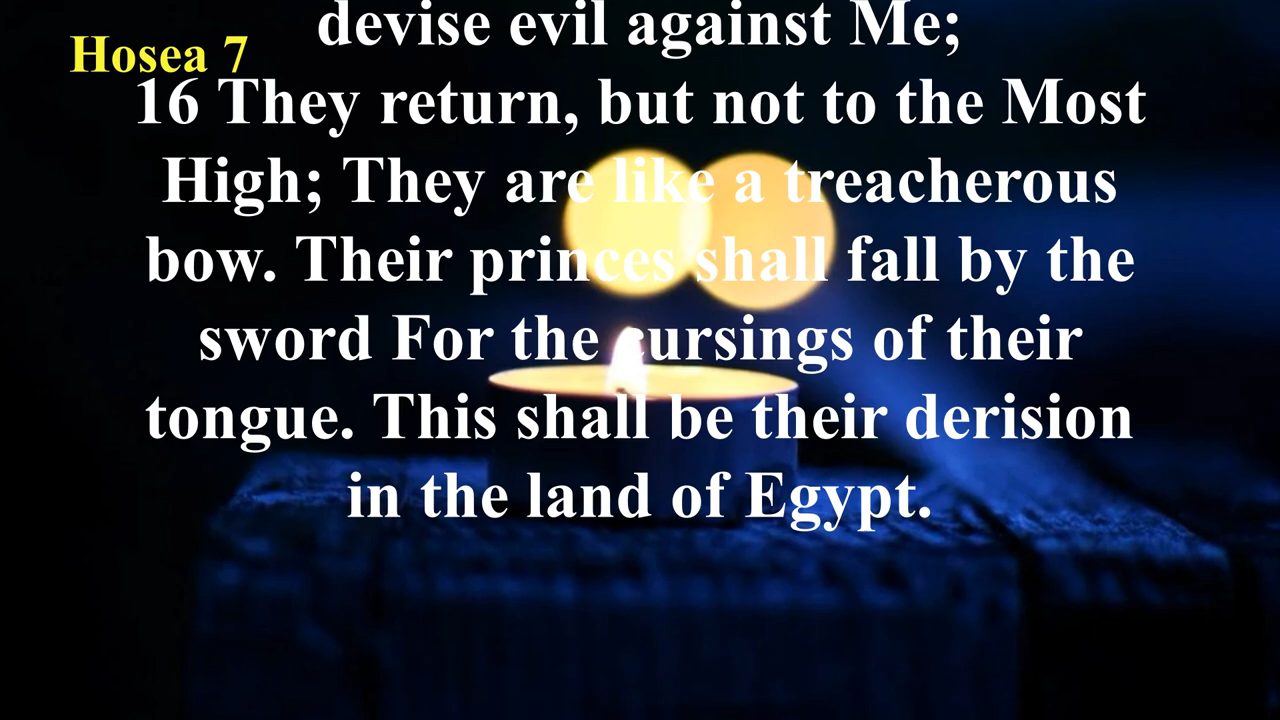 devise evil against Me;
Hosea 7
16 They return, but not to the Most
High; They are like a treacherous
bow. Their princes shall fall by the
sword For the cursings of their
tongue. This shall be their derision
in the land of Egypt.